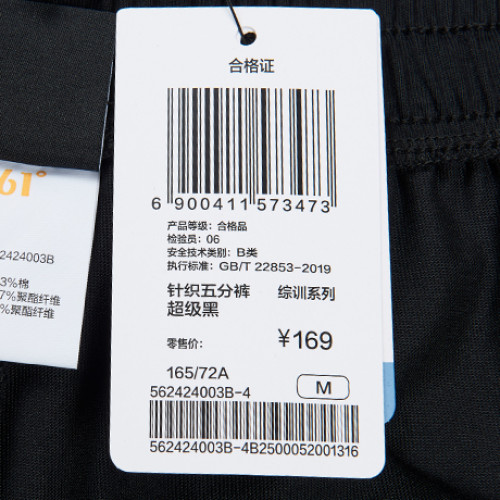 合格证
6 900411 573473
产品等级：合格品
检验员：06
安全技术类别：B类
执行标准：GB/T 22853-2019
针织五分裤 综训系列
超级黑
零售价： ¥169
165/72A
562424003B-4 M
562424003B-4B2500052001316
61°
2424003B
3%棉
7%聚酯纤维
%聚酯纤维